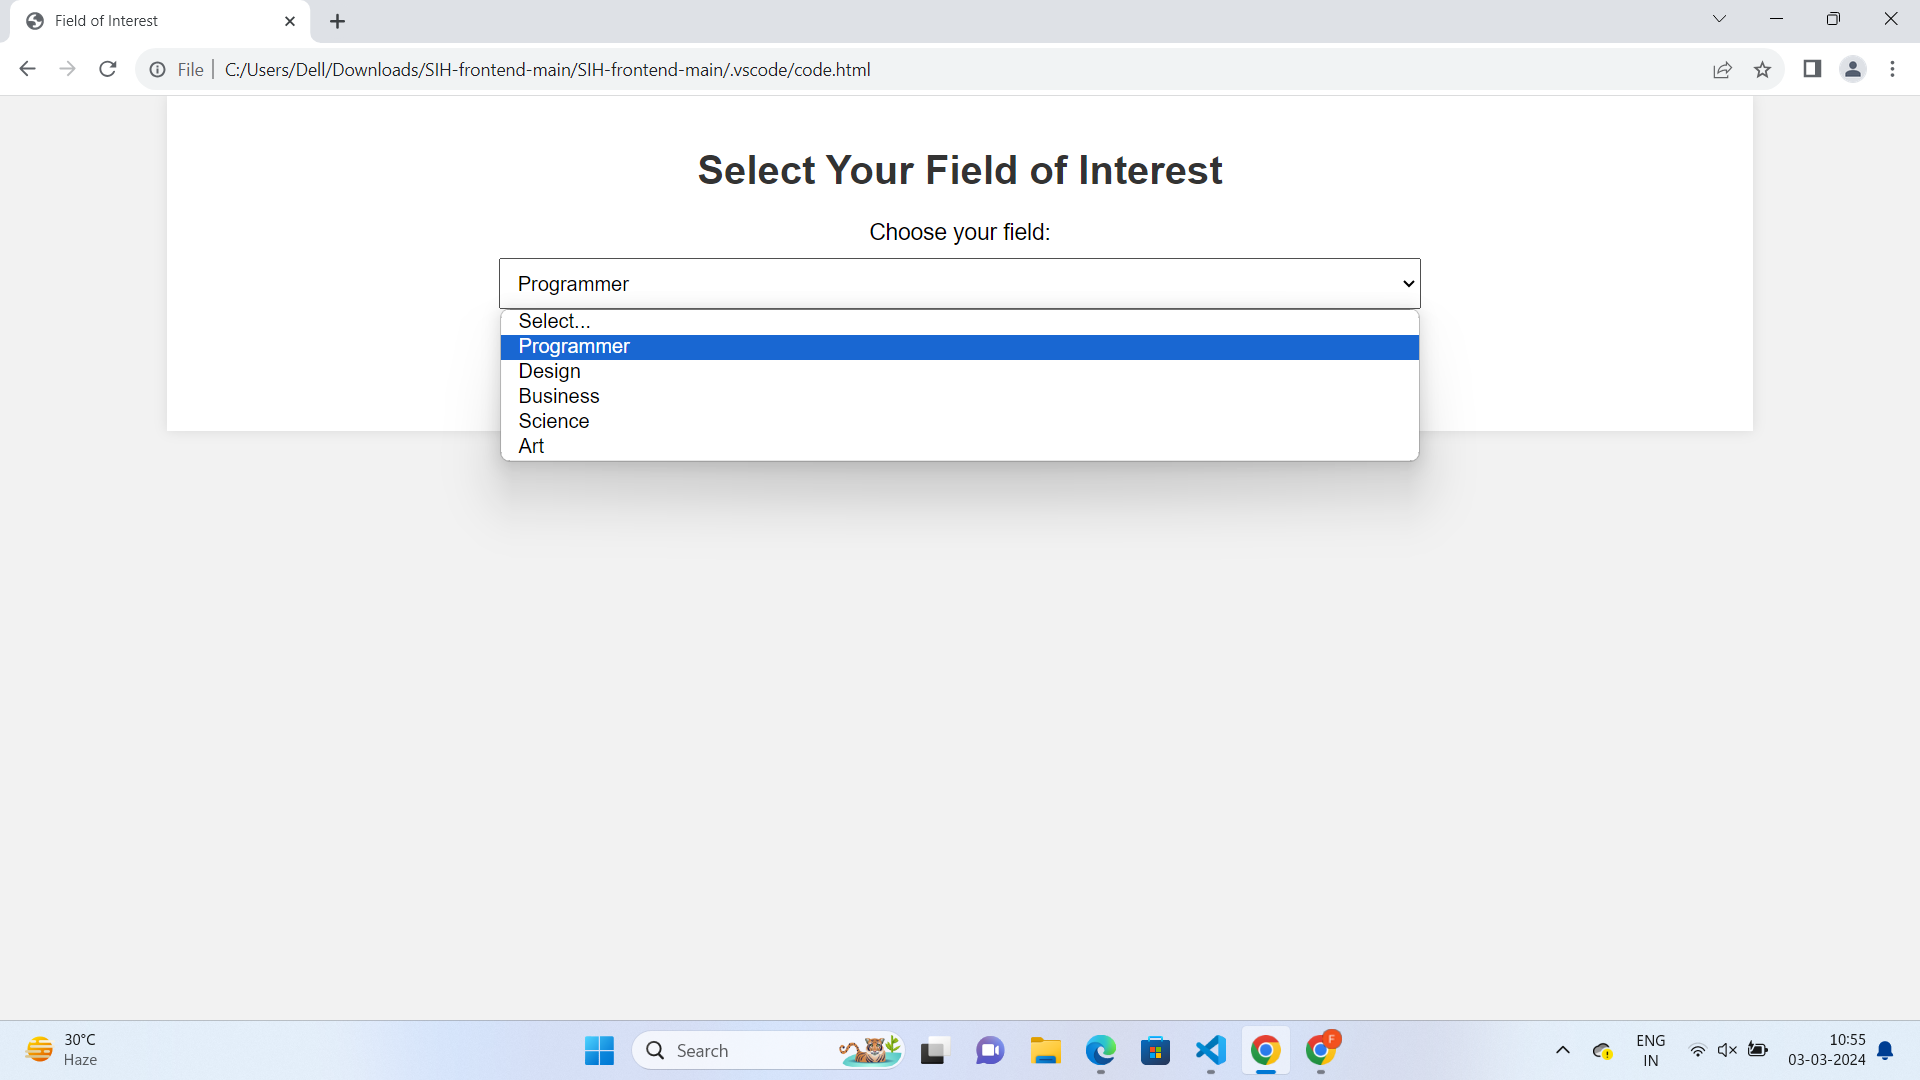 Field of Interest
File
C:/Users/Dell/Downloads/SIH-frontend-main/SIH-frontend-main/.vscode/code.html
Select Your Field of Interest
Choose your field:
Programmer
Select...
Programmer
Design
Business
Science
Art
30°C
Haze
Search
F
ENG
IN
10:55
03-03-2024